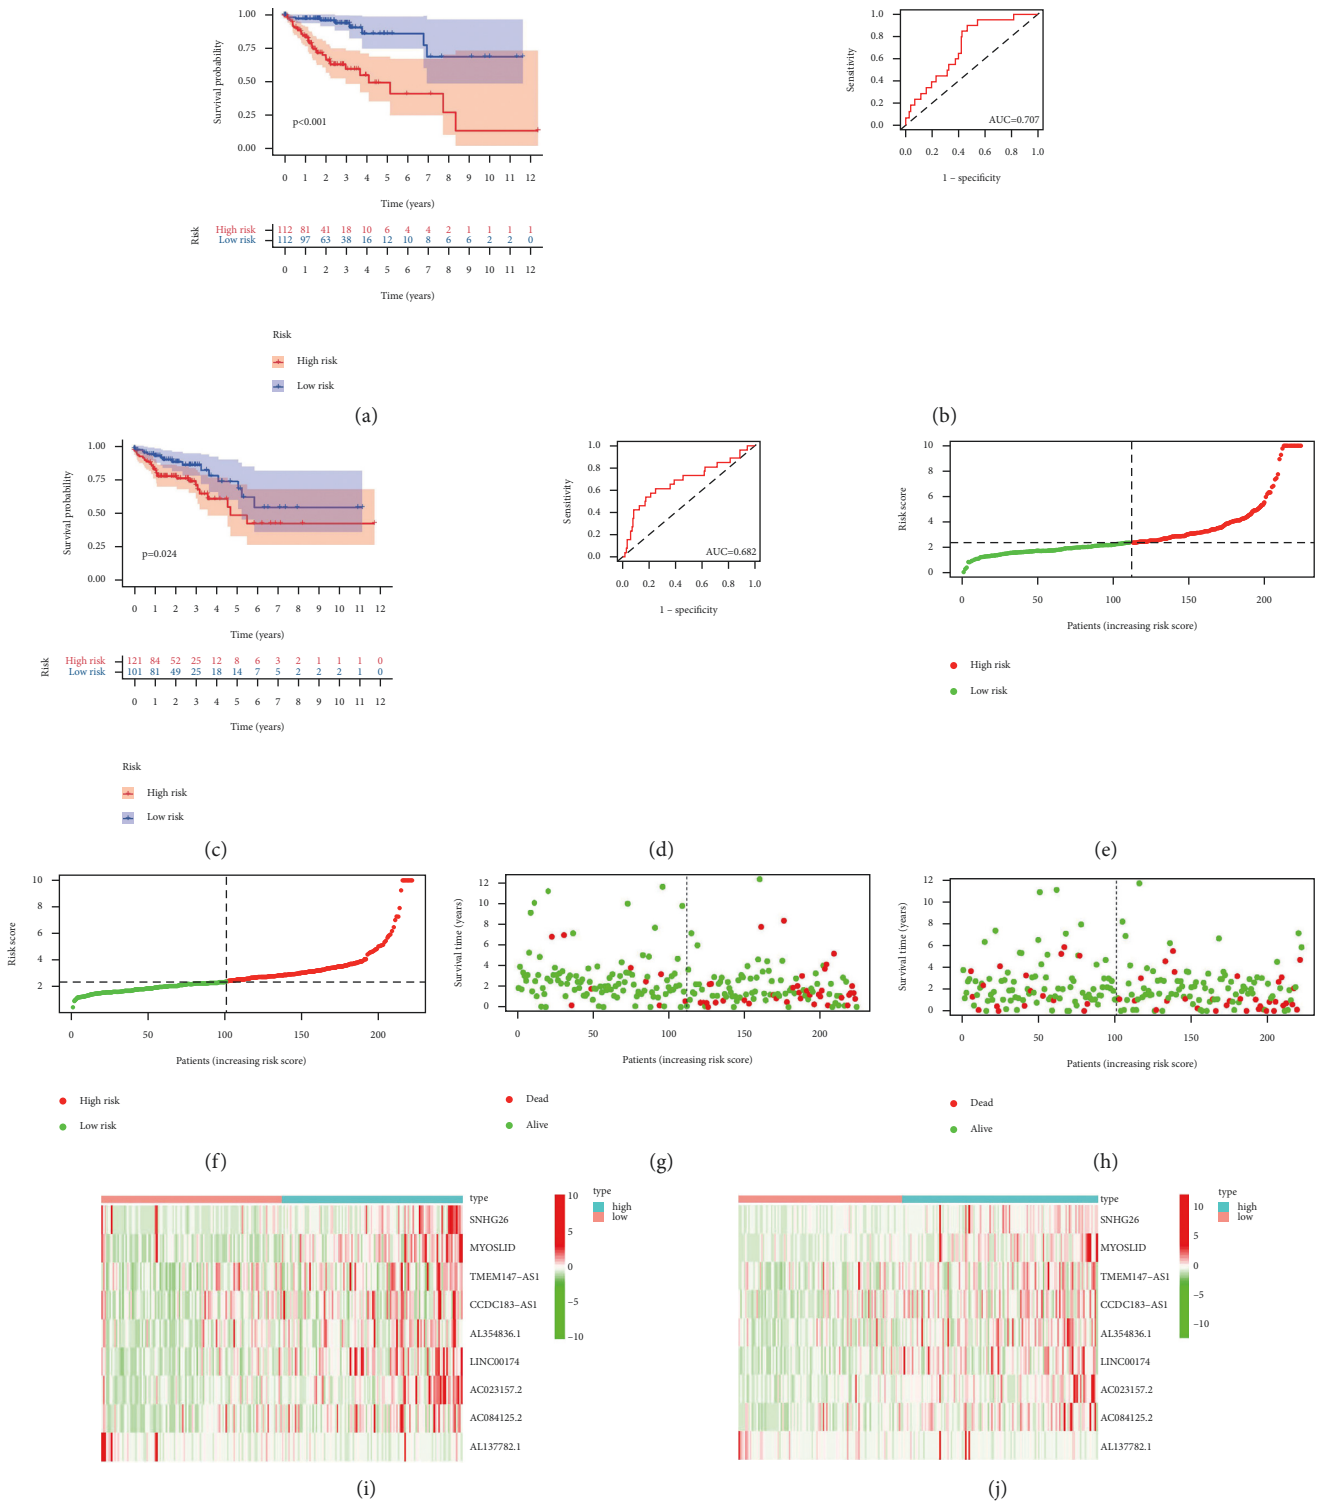 1.00
0.75
0.50
0.25
0.00
Survival probability
p<0.001
0 1 2 3 4 5 6 7 8 9 10 11 12
Time (years)
Risk
High risk 112 81 41 18 10 6 4 4 2 1 1 1 1
Low risk 112 97 63 38 16 12 10 8 6 6 2 2 0
0 1 2 3 4 5 6 7 8 9 10 11 12
Time (years)
Risk
High risk
Low risk
(a)
1.0
0.8
0.6
0.4
0.2
0.0
Sensitivity
AUC=0.707
0.0 0.2 0.4 0.6 0.8 1.0
1 − specificity
(b)
1.00
0.75
0.50
0.25
0.00
Survival probability
p=0.024
0 1 2 3 4 5 6 7 8 9 10 11 12
Time (years)
Risk
High risk 121 84 52 25 12 8 6 3 2 1 1 1 0
Low risk 101 81 49 25 18 14 7 5 2 2 2 1 0
0 1 2 3 4 5 6 7 8 9 10 11 12
Time (years)
Risk
High risk
Low risk
(c)
1.0
0.8
0.6
0.4
0.2
0.0
Sensitivity
AUC=0.682
0.0 0.2 0.4 0.6 0.8 1.0
1 − specificity
(d)
10
8
6
4
2
0
Risk score
0 50 100 150 200
Patients (increasing risk score)
High risk
Low risk
(e)
10
8
6
4
2
Risk score
0 50 100 150 200
Patients (increasing risk score)
High risk
Low risk
(f)
12
10
8
6
4
2
0
Survival time (years)
0 50 100 150 200
Patients (increasing risk score)
Dead
Alive
(g)
12
10
8
6
4
2
0
Survival time (years)
0 50 100 150 200
Patients (increasing risk score)
Dead
Alive
(h)
type
SNHG26
MYOSLID
TMEM147−AS1
CCDC183−AS1
AL354836.1
LINC00174
AC023157.2
AC084125.2
AL137782.1
10
5
0
−5
−10
type
high
low
(i)
type
SNHG26
MYOSLID
TMEM147−AS1
CCDC183−AS1
AL354836.1
LINC00174
AC023157.2
AC084125.2
AL137782.1
10
5
0
−5
−10
type
high
low
(j)